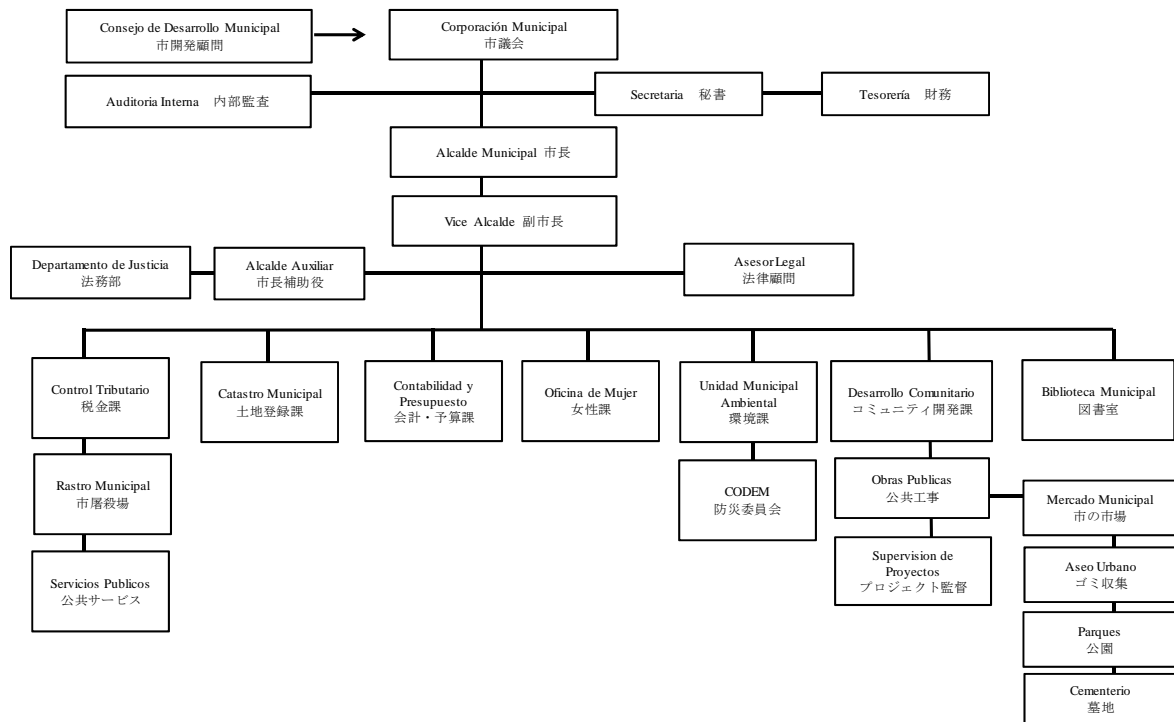 Consejo de Desarrollo Municipal
市開発顧問
Corporación Municipal
市議会
Auditoria Interna 内部監査
Secretaria 秘書
Tesorería 財務
Alcalde Municipal 市長
Vice Alcalde 副市長
Departamento de Justicia
法務部
Alcalde Auxiliar
市長補助役
Asesor Legal
法律顧問
Control Tributario
税金課
Catastro Municipal
土地登録課
Contabilidad y
Presupuesto
会計・予算課
Oficina de Mujer
女性課
Unidad Municipal
Ambiental
環境課
Desarrollo Comunitario
コミュニティ開発課
Biblioteca Municipal
図書室
Rastro Municipal
市屠殺場
CODEM
防災委員会
Obras Publicas
公共工事
Mercado Municipal
市の市場
Servicios Publicos
公共サービス
Supervision de
Proyectos
プロジェクト監督
Aseo Urbano
ゴミ収集
Parques
公園
Cementerio
墓地